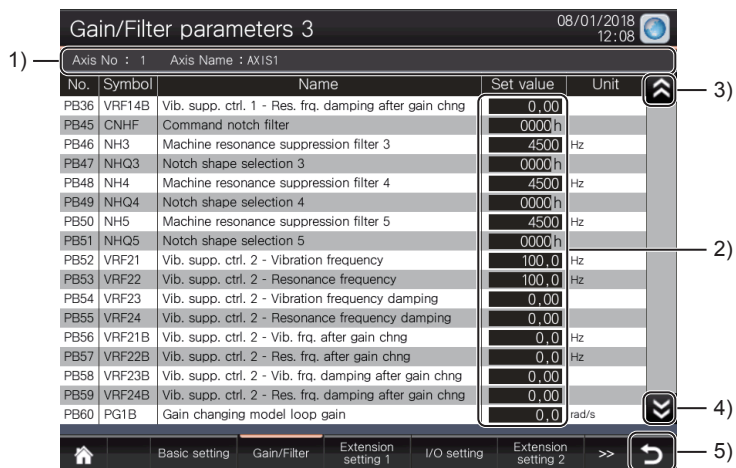 Gain/Filter parameters 3
08/01/2018
12:08
1)
Axis No : 1 Axis Name : AXIS1
No. Symbol Name Set value Unit
3)
PB36 VRF14B Vib. supp. ctrl. 1 - Res. frq. damping after gain chng 0,00
PB45 CNHF Command notch filter 0000 h
PB46 NH3 Machine resonance suppression filter 3 4500 Hz
PB47 NHQ3 Notch shape selection 3 0000 h
PB48 NH4 Machine resonance suppression filter 4 4500 Hz
PB49 NHQ4 Notch shape selection 4 0000 h
PB50 NH5 Machine resonance suppression filter 5 4500 Hz
PB51 NHQ5 Notch shape selection 5 0000 h
2)
PB52 VRF21 Vib. supp. ctrl. 2 - Vibration frequency 100,0 Hz
PB53 VRF22 Vib. supp. ctrl. 2 - Resonance frequency 100,0 Hz
PB54 VRF23 Vib. supp. ctrl. 2 - Vibration frequency damping 0,00
PB55 VRF24 Vib. supp. ctrl. 2 - Resonance frequency damping 0,00
PB56 VRF21B Vib. supp. ctrl. 2 - Vib. frq. after gain chng 0,0 Hz
PB57 VRF22B Vib. supp. ctrl. 2 - Res. frq. after gain chng 0,0 Hz
PB58 VRF23B Vib. supp. ctrl. 2 - Vib. frq. damping after gain chng 0,00
PB59 VRF24B Vib. supp. ctrl. 2 - Res. frq. damping after gain chng 0,00
PB60 PG1B Gain changing model loop gain 0,0 rad/s
4)
Basic setting Gain/Filter Extension setting 1 I/O setting Extension setting 2 >>
5)